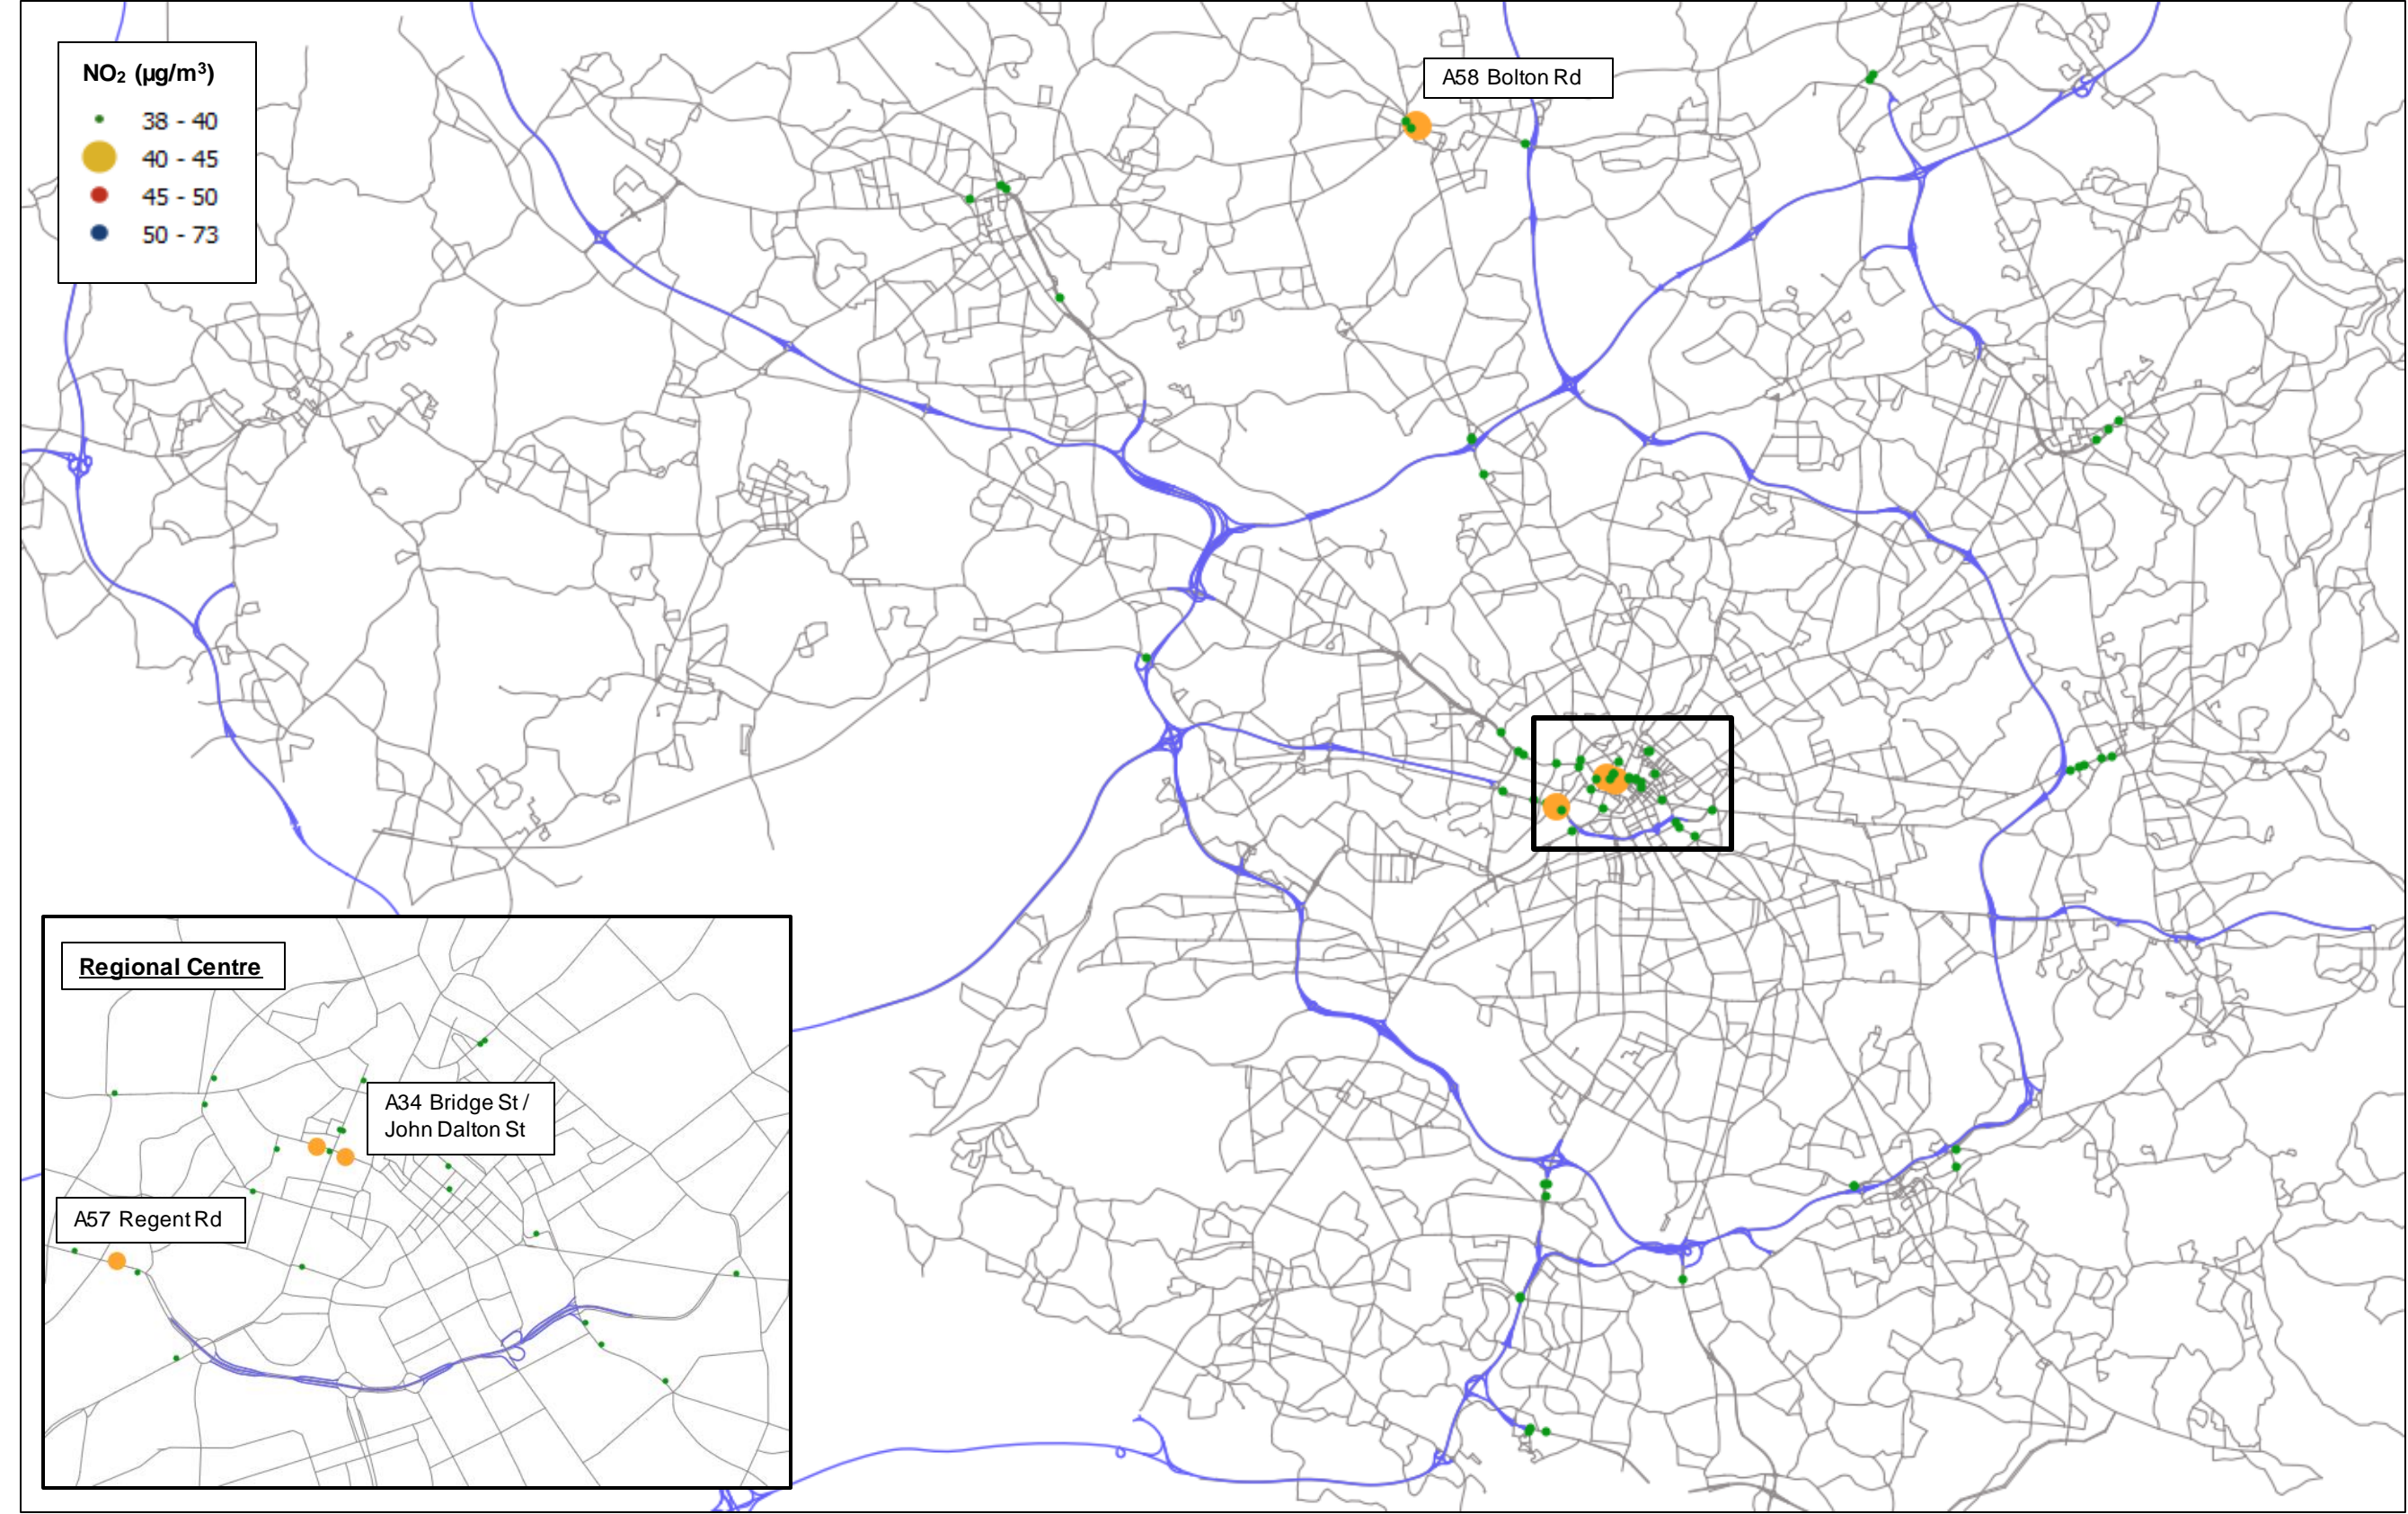 NO₂ (µg/m³)
38 - 40
40 - 45
45 - 50
50 - 73
A58 Bolton Rd
Regional Centre
A34 Bridge St /
John Dalton St
A57 Regent Rd